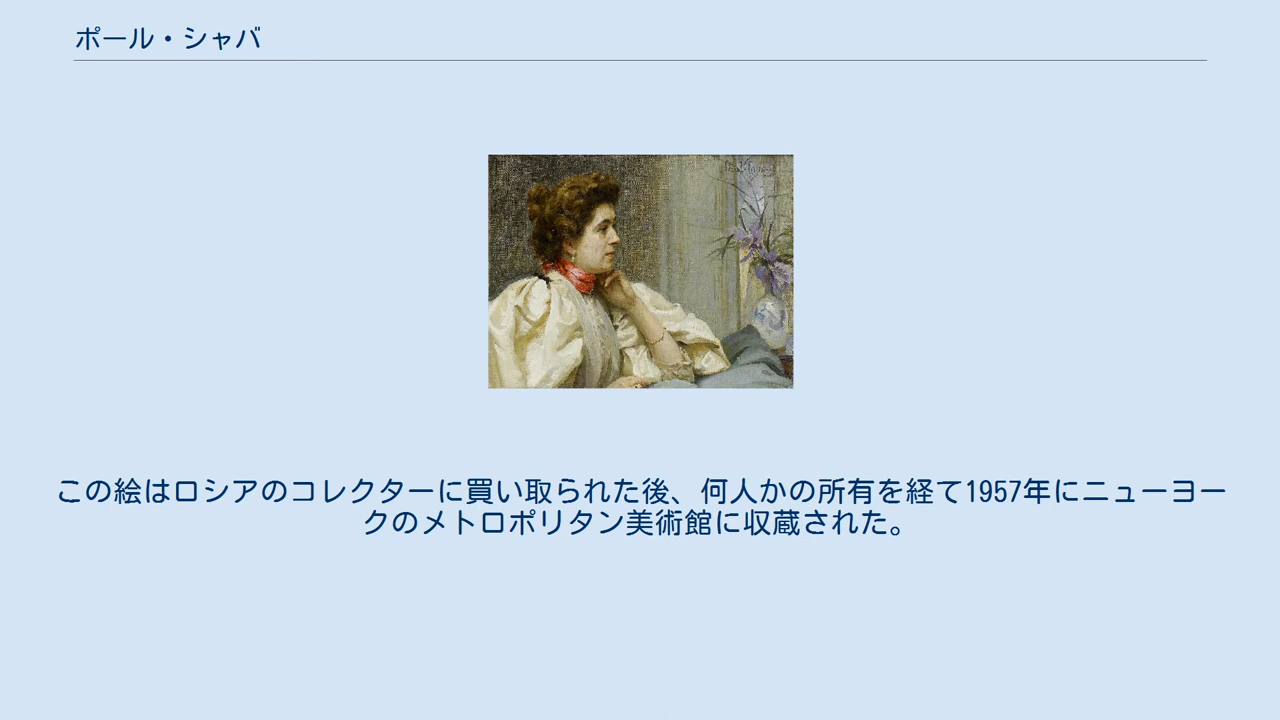 ポール・シャバ
この絵はロシアのコレクターに買い取られた後、何人かの所有を経て1957年にニューヨー
クのメトロポリタン美術館に収蔵された。